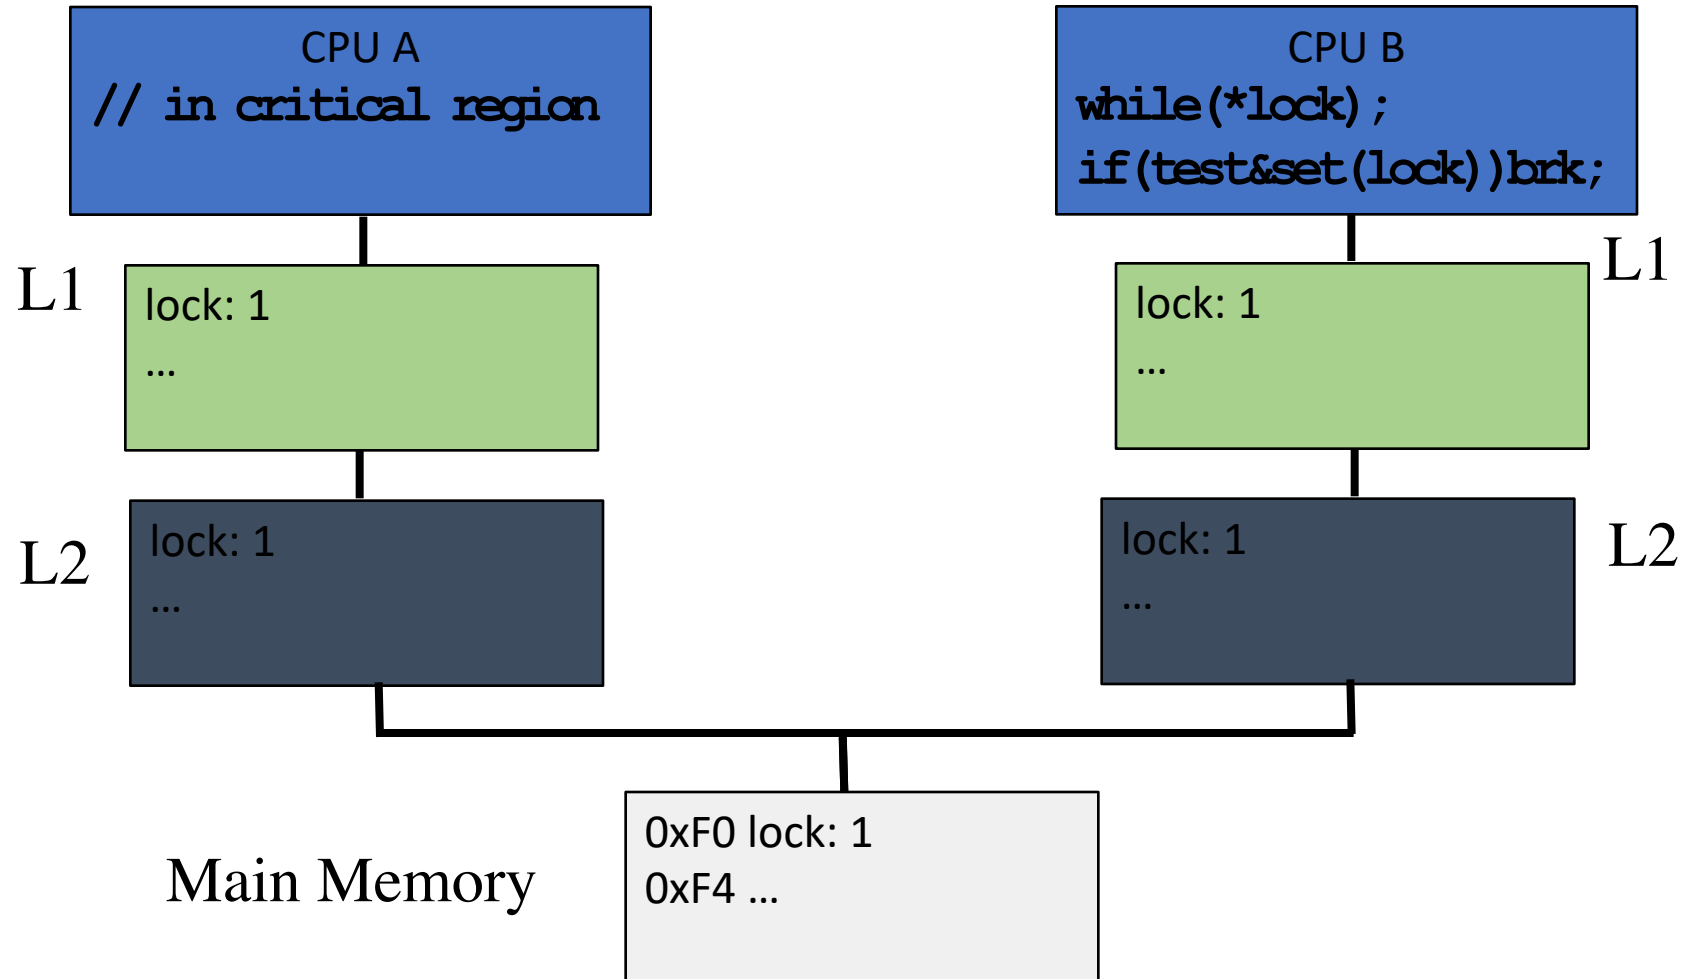 CPU A
// in critical region
CPU B
while(*lock);
if(test&set(lock))brk;
L1
lock: 1
...
lock: 1
...
L1
L2
lock: 1
...
lock: 1
...
L2
Main Memory
0xF0 lock: 1
0xF4 ...